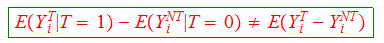 E(Y_i^T|T = 1) − E(Y_i^{NT}|T = 0) ≠ E(Y_i^T − Y_i^{NT})